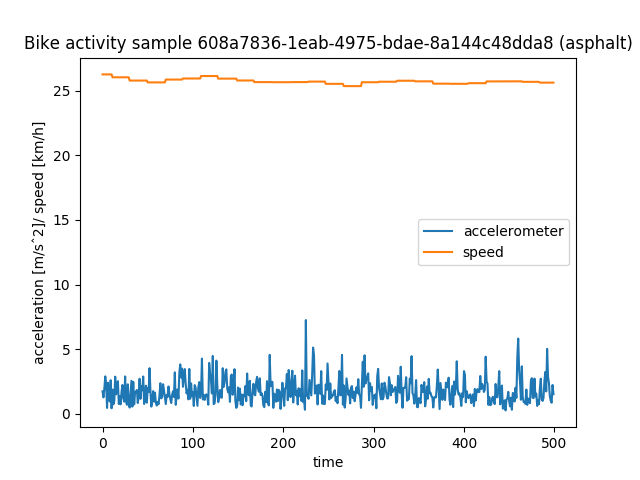 Bike activity sample 608a7836-1eab-4975-bdae-8a144c48dda8 (asphalt)
acceleration [m/s^2]/ speed [km/h]
25
20
15
10
5
0
accelerometer
speed
0 100 200 300 400 500
time